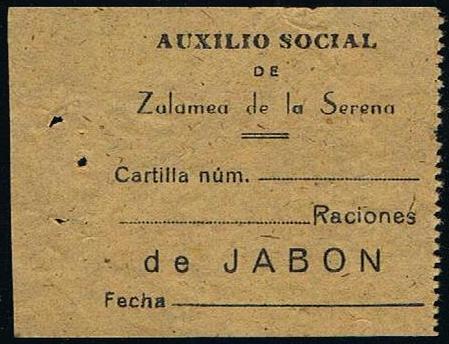 AUXILIO SOCIAL
DE
Zalamea de la Serena
Cartilla núm.
Raciones
de JABON
Fecha